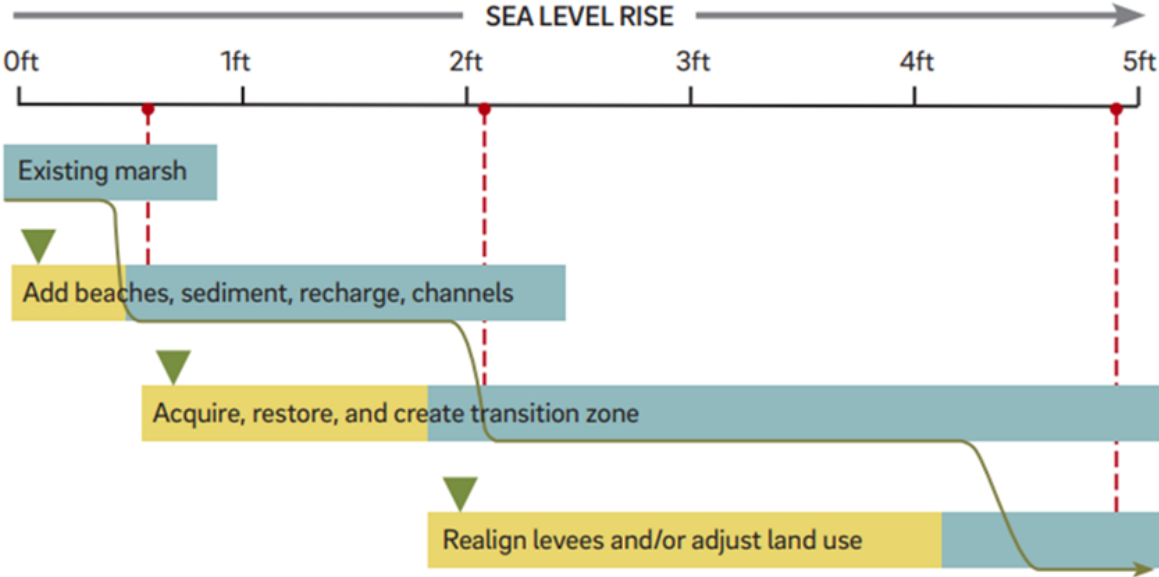 SEA LEVEL RISE
0ft 1ft 2ft 3ft 4ft 5ft
Existing marsh
Add beaches, sediment, recharge, channels
Acquire, restore, and create transition zone
Realign levees and/or adjust land use